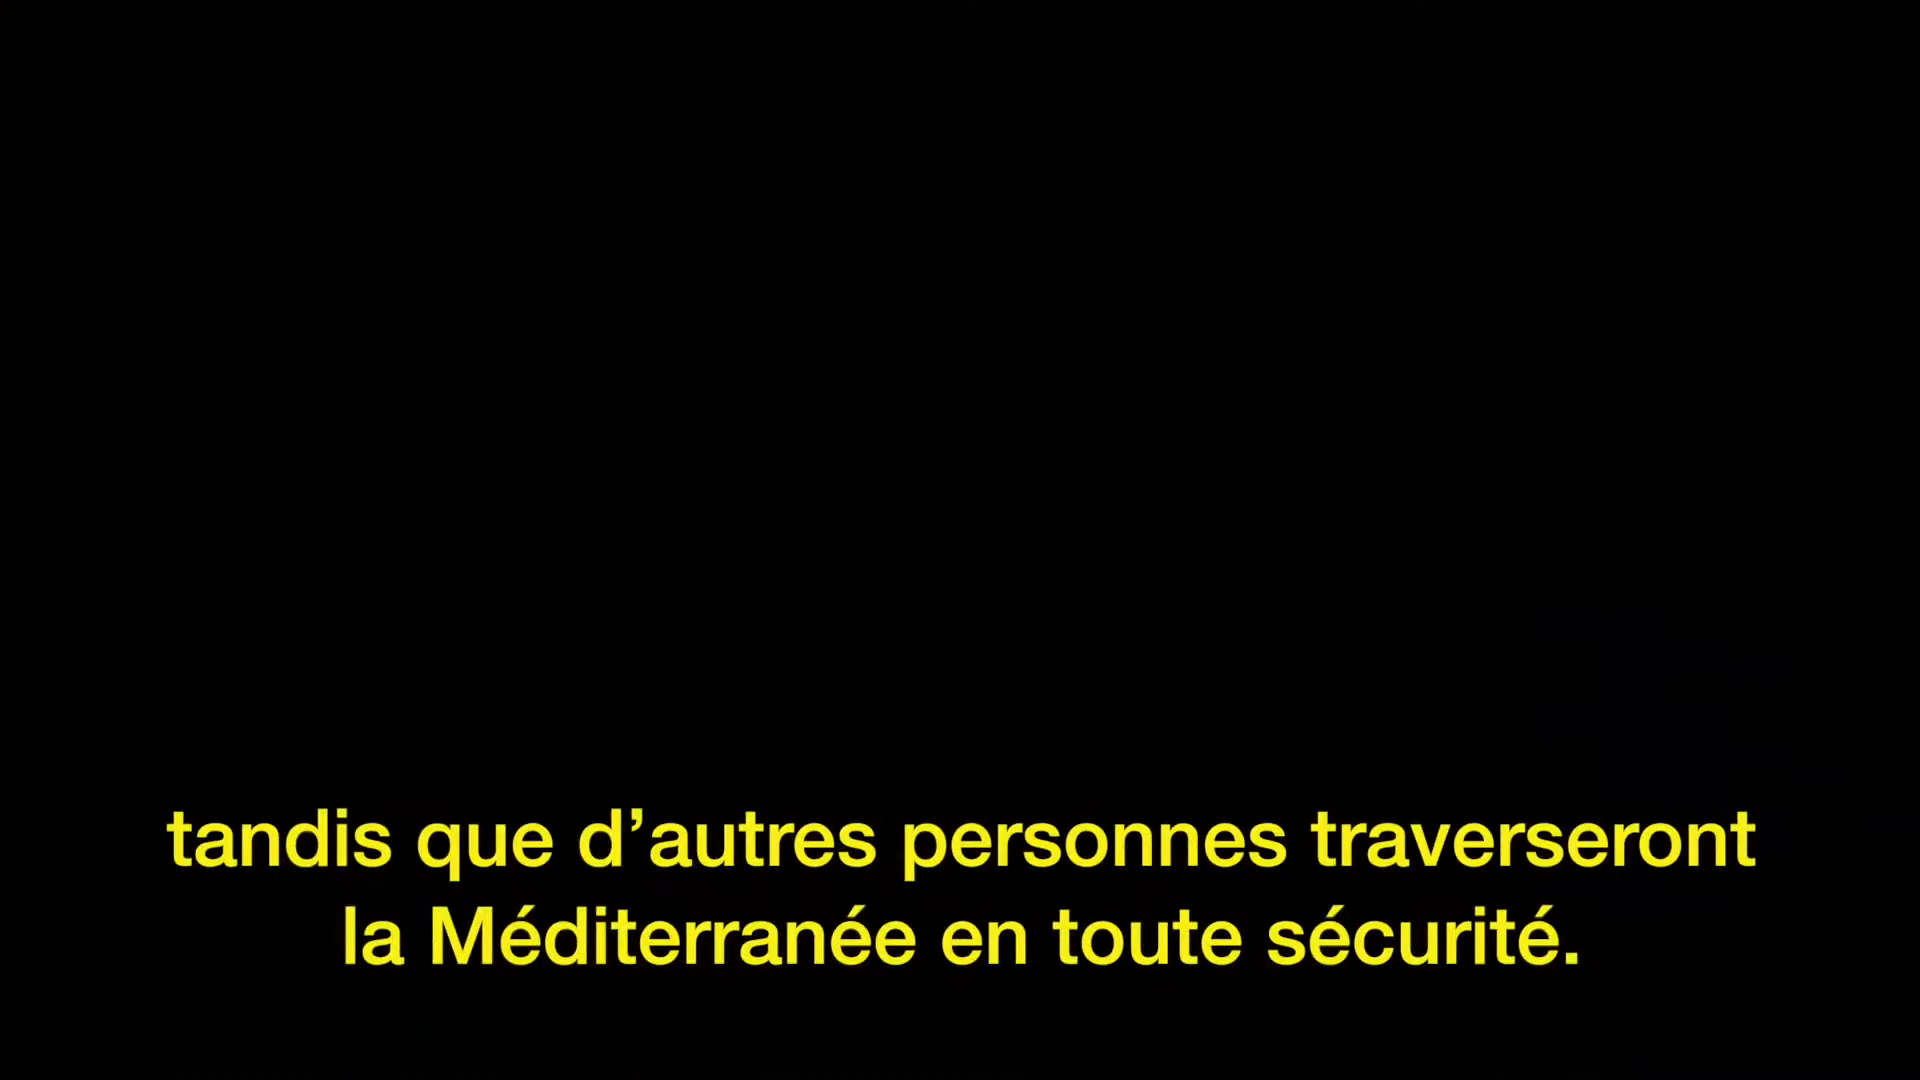 tandis que d’autres personnes traverseront
la Méditerranée en toute sécurité.